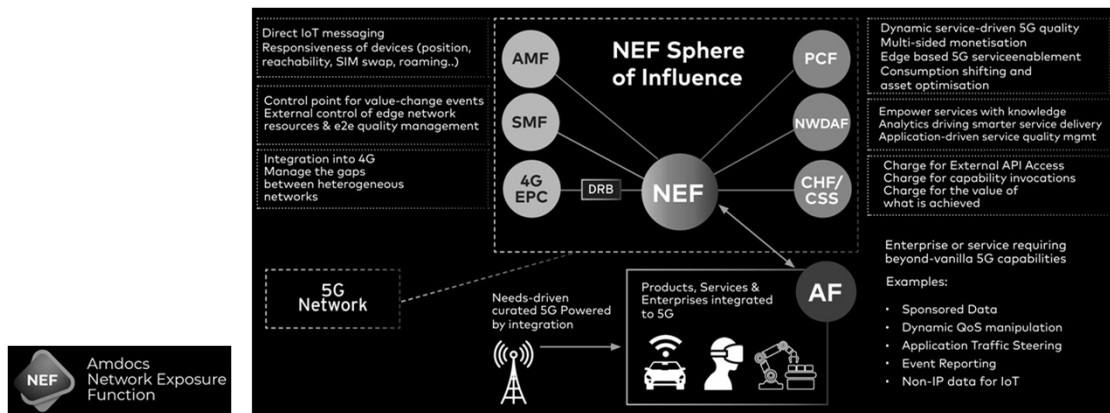 Direct IoT messaging
Responsiveness of devices (position,
reachability, SIM swap, roaming..)
Control point for value-change events
External control of edge network
resources & e2e quality management
Integration into 4G
Manage the gaps
between heterogeneous
networks
NEF Sphere
of Influence
AMF
SMF
4G
EPC
DRB
NEF
PCF
NWDAF
CHF/
CSS
Dynamic service-driven 5G quality
Multi-sided monetisation
Edge based 5G serviceenablement
Consumption shifting and
asset optimisation
Empower services with knowledge
Analytics driving smarter service delivery
Application-driven service quality mgmt
Charge for External API Access
Charge for capability invocations
Charge for the value of
what is achieved
5G
Network
Needs-driven
curated 5G Powered
by integration
Products, Services &
Enterprises integrated
to 5G
AF
Enterprise or service requiring
beyond-vanilla 5G capabilities
Examples:
• Sponsored Data
• Dynamic QoS manipulation
• Application Traffic Steering
• Event Reporting
• Non-IP data for IoT
NEF
Amdocs
Network Exposure
Function